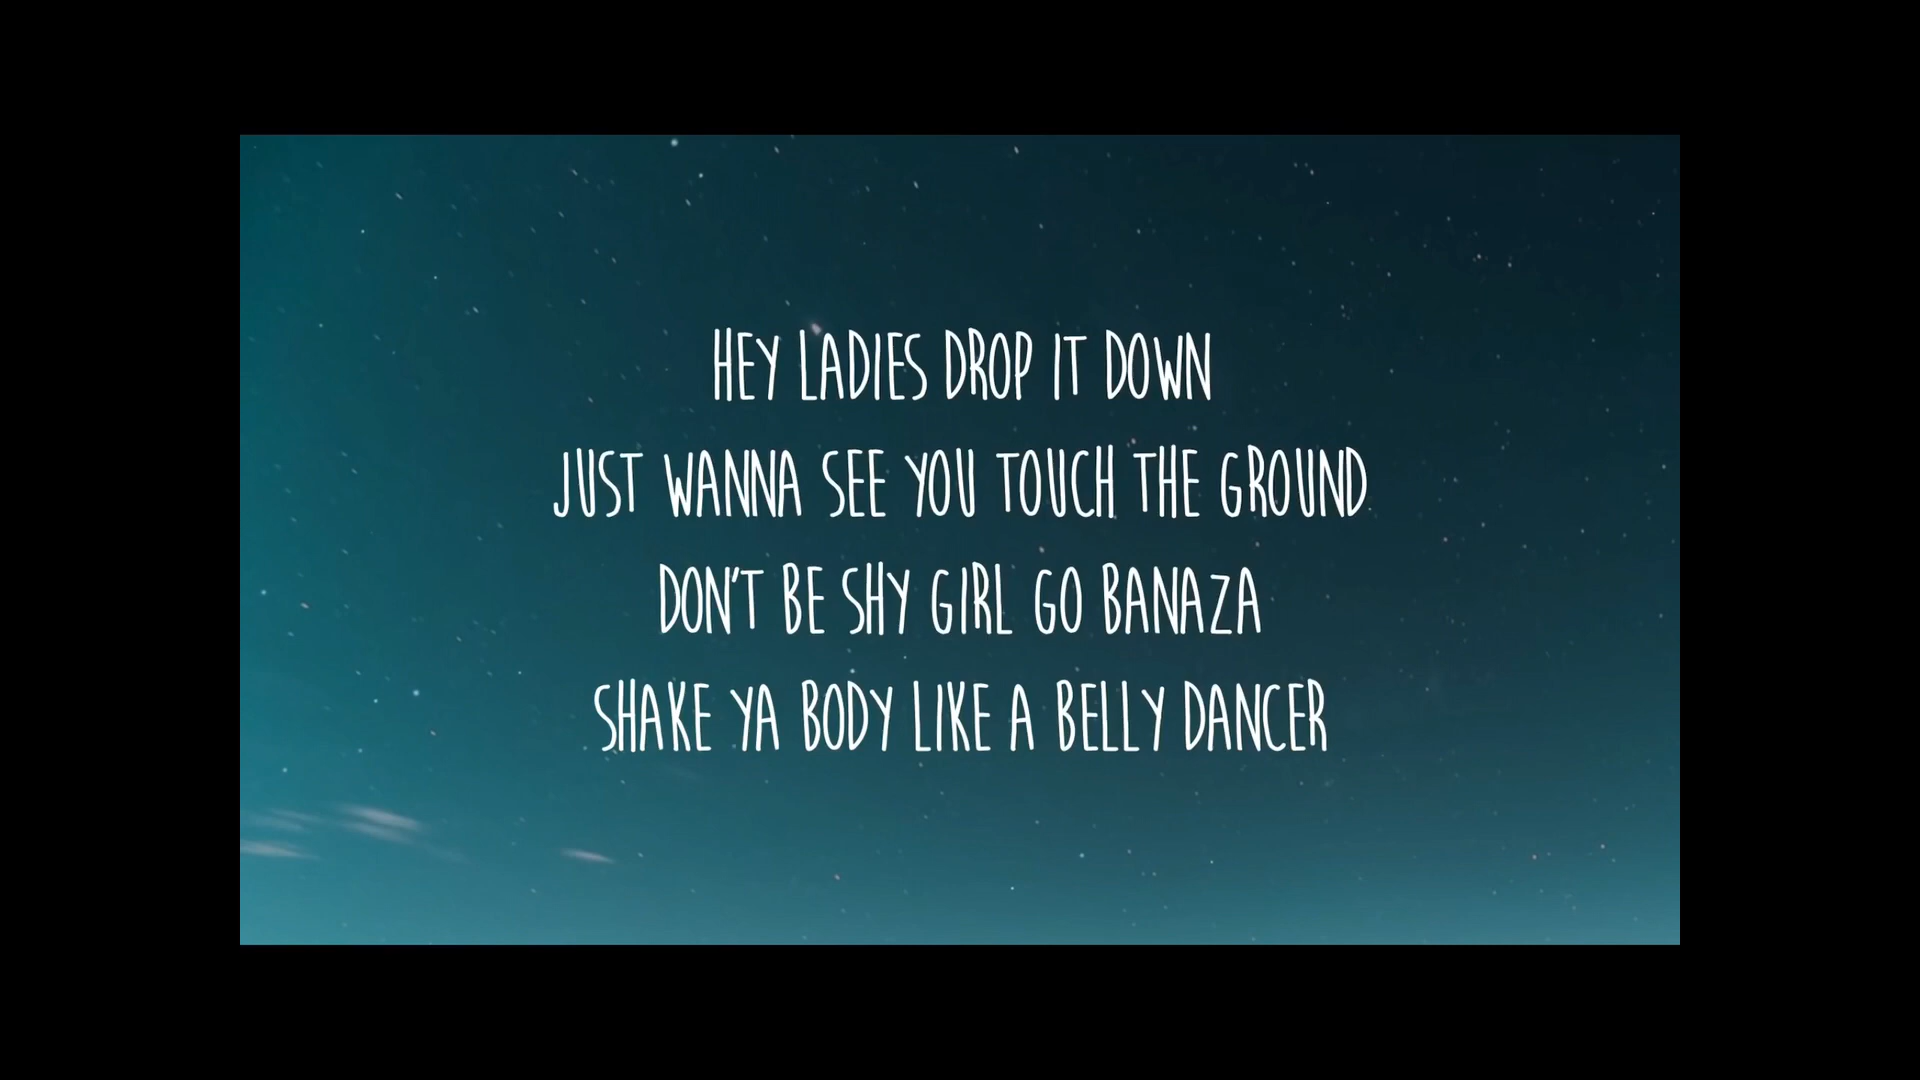 HEY LADIES DROP IT DOWN
JUST WANNA SEE YOU TOUCH THE GROUND
DON'T BE SHY GIRL GO BANAZA
SHAKE YA BODY LIKE A BELLY DANCER